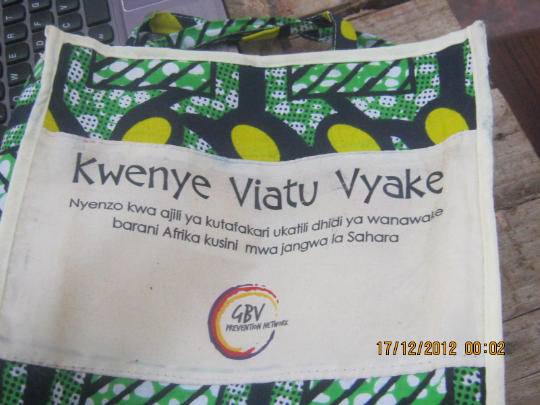 Kwenye Viatu Vyake
Nyenzo kwa ajili ya kutafakari ukatili dhidi ya wanawake
barani Afrika kusini mwa jangwa la Sahara
GBV
PREVENTION NETWORK
17/12/2012 00:02